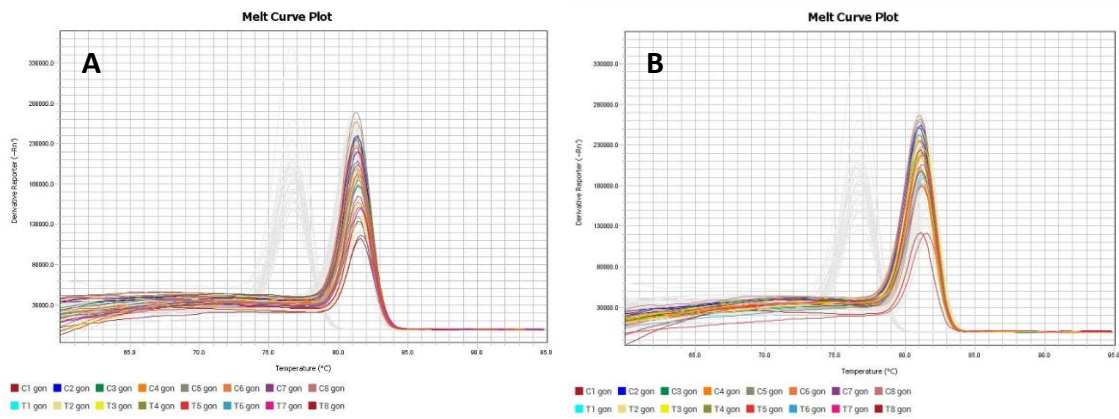 Melt Curve Plot
A
Derivative Reporter (−Rn')
330000.0
280000.0
230000.0
180000.0
130000.0
80000.0
30000.0
65.0 70.0 75.0 80.0 85.0 90.0 95.0
Temperature (°C)
C1 gon C2 gon C3 gon C4 gon C5 gon C6 gon C7 gon C8 gon
T1 gon T2 gon T3 gon T4 gon T5 gon T6 gon T7 gon T8 gon
Melt Curve Plot
B
Derivative Reporter (−Rn')
330000.0
280000.0
230000.0
180000.0
130000.0
80000.0
30000.0
65.0 70.0 75.0 80.0 85.0 90.0 95.0
Temperature (°C)
C1 gon C2 gon C3 gon C4 gon C5 gon C6 gon C7 gon C8 gon
T1 gon T2 gon T3 gon T4 gon T5 gon T6 gon T7 gon T8 gon